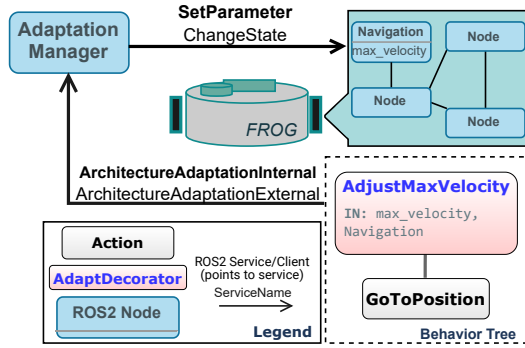 Adaptation
Manager
SetParameter
ChangeState
Navigation
max_velocity
Node
Node
Node
FROG
ArchitectureAdaptationInternal
ArchitectureAdaptationExternal
AdjustMaxVelocity
IN: max_velocity,
Navigation
GoToPosition
Behavior Tree
Action
AdaptDecorator
ROS2 Node
ROS2 Service/Client
(points to service)
ServiceName
Legend